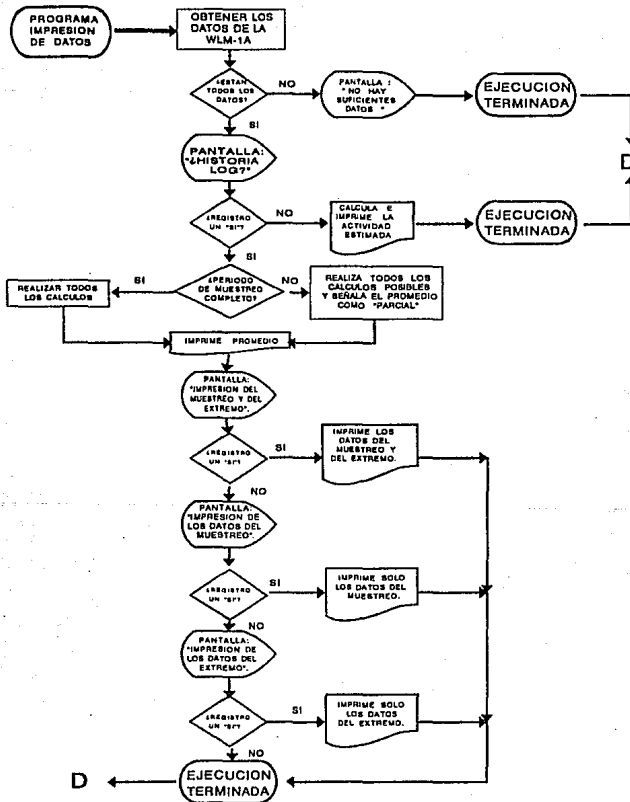 PROGRAMA
IMPRESION
DE DATOS
OBTENER LOS
DATOS DE LA
WLM-1A
¿ESTAN
TODOS LOS
DATOS?
NO
PANTALLA :
" NO HAY
SUFICIENTES
DATOS "
EJECUCION
TERMINADA
SI
D
PANTALLA:
"¿HISTORIA
LOG?"
¿REGISTRO
UN "SI"?
NO
CALCULA E
IMPRIME LA
ACTIVIDAD
ESTIMADA
EJECUCION
TERMINADA
SI
REALIZAR TODOS
LOS CALCULOS
SI
¿PERIODO
DE MUESTREO
COMPLETO?
NO
REALIZA TODOS LOS
CALCULOS POSIBLES
Y SEÑALA EL PROMEDIO
COMO "PARCIAL"
IMPRIME PROMEDIO
PANTALLA:
"IMPRESION DEL
MUESTREO Y DEL
EXTREMO".
¿REGISTRO
UN "SI"?
SI
IMPRIME LOS
DATOS DEL
MUESTREO Y
DEL EXTREMO.
NO
PANTALLA:
"IMPRESION DE
LOS DATOS DEL
MUESTREO".
¿REGISTRO
UN "SI"?
SI
IMPRIME SOLO
LOS DATOS DEL
MUESTREO.
NO
PANTALLA:
"IMPRESION DE
LOS DATOS DEL
EXTREMO".
¿REGISTRO
UN "SI"?
SI
IMPRIME SOLO
LOS DATOS
DEL EXTREMO.
NO
D
EJECUCION
TERMINADA